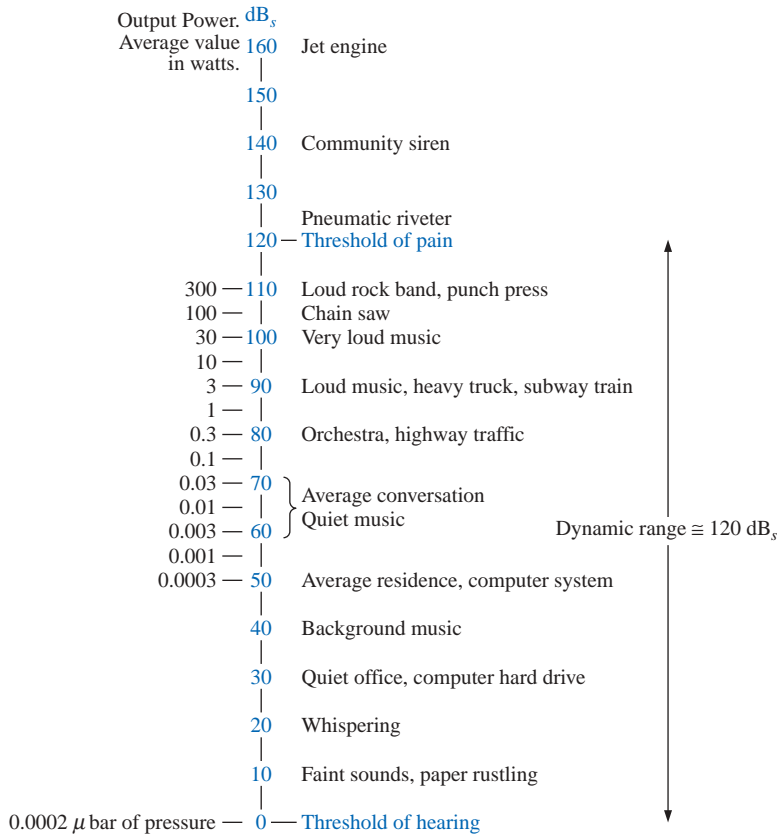 Output Power. dBs
Average value 160 Jet engine
in watts.
150
140 Community siren
130
Pneumatic riveter
120 Threshold of pain
300 110 Loud rock band, punch press
100 Chain saw
30 100 Very loud music
10
3 90 Loud music, heavy truck, subway train
1
0.3 80 Orchestra, highway traffic
0.1
0.03 70
Average conversation
0.01
Quiet music
0.003 60
Dynamic range ≅ 120 dBs
0.001
0.0003 50 Average residence, computer system
40 Background music
30 Quiet office, computer hard drive
20 Whispering
10 Faint sounds, paper rustling
0.0002 μ bar of pressure 0 Threshold of hearing